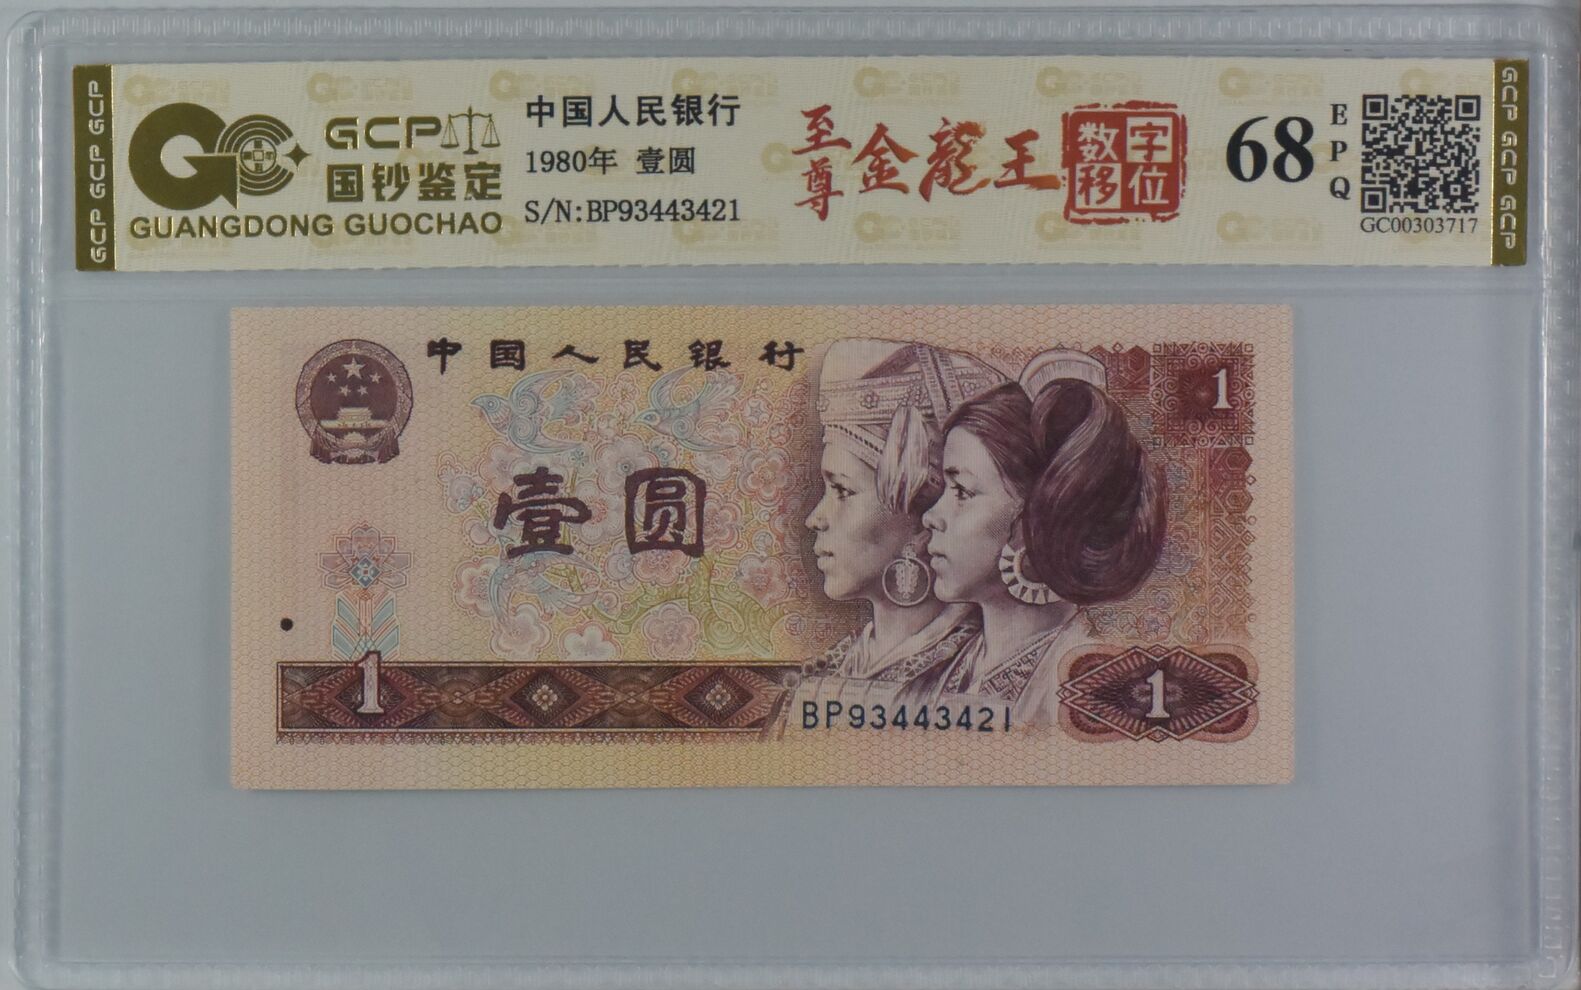 GCP GCP GCP
GCP
国钞鉴定
GUANGDONG GUOCHAO
中国人民银行
1980年 壹圆
S/N:BP93443421
至尊 金龍王
数字移位
68
EPQ
GC00303717
GCP GCP GCP
中国人民银行
1
壹圆
1
BP93443421
1